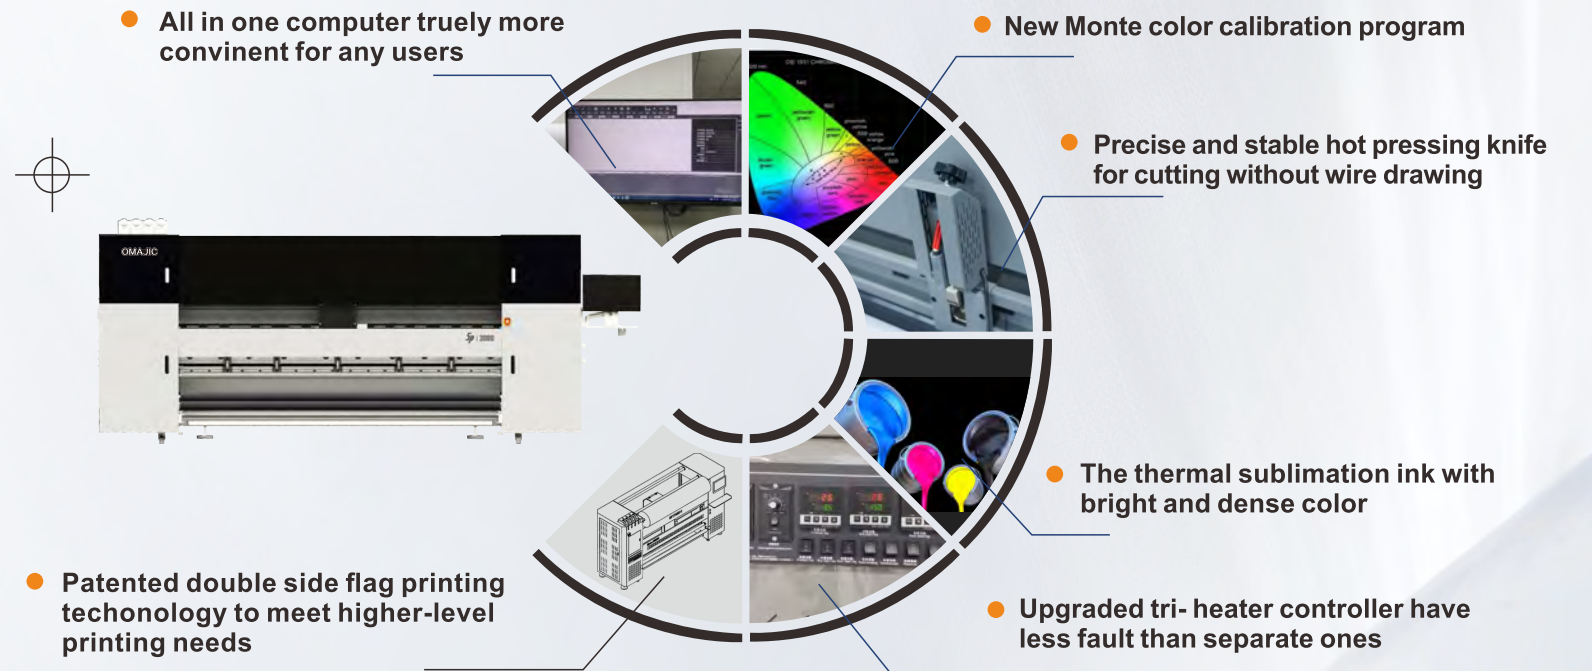 All in one computer truely more
convinent for any users
New Monte color calibration program
Precise and stable hot pressing knife
for cutting without wire drawing
OMAJIC
The thermal sublimation ink with
bright and dense color
Patented double side flag printing
techonology to meet higher-level
printing needs
Upgraded tri- heater controller have
less fault than separate ones